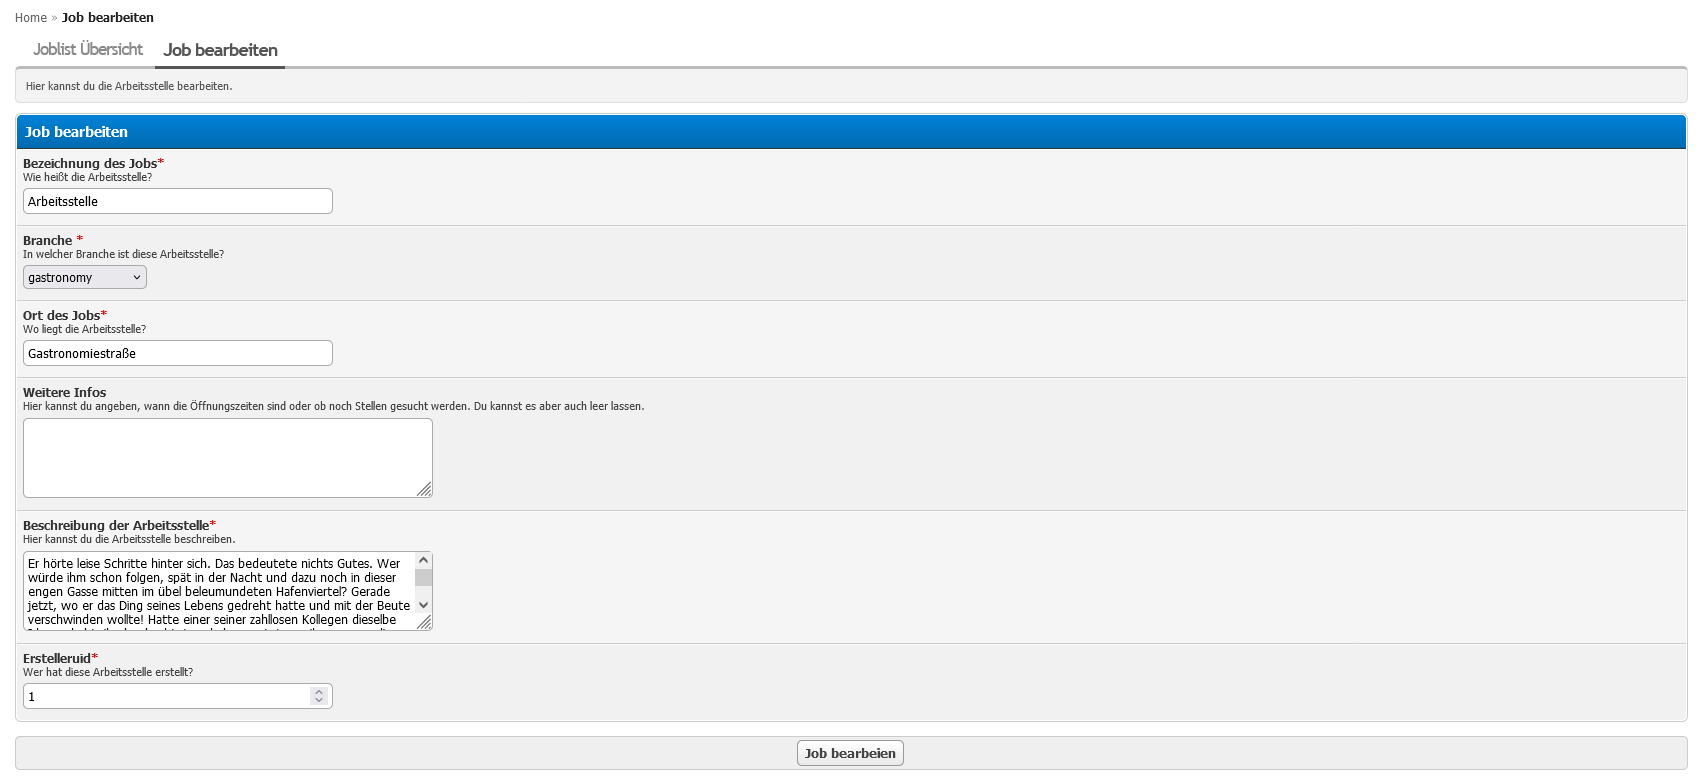 Home » Job bearbeiten
Joblist Übersicht Job bearbeiten
Hier kannst du die Arbeitsstelle bearbeiten.
Job bearbeiten
Bezeichnung des Jobs*
Wie heißt die Arbeitsstelle?
Arbeitsstelle
Branche *
In welcher Branche ist diese Arbeitsstelle?
gastronomy
Ort des Jobs*
Wo liegt die Arbeitsstelle?
Gastronomiestraße
Weitere Infos
Hier kannst du angeben, wann die Öffnungszeiten sind oder ob noch Stellen gesucht werden. Du kannst es aber auch leer lassen.
Beschreibung der Arbeitsstelle*
Hier kannst du die Arbeitsstelle beschreiben.
Er hörte leise Schritte hinter sich. Das bedeutete nichts Gutes. Wer
würde ihm schon folgen, spät in der Nacht und dazu noch in dieser
engen Gasse mitten im übel beleumundeten Hafenviertel? Gerade
jetzt, wo er das Ding seines Lebens gedreht hatte und mit der Beute
verschwinden wollte! Hatte einer seiner zahllosen Kollegen dieselbe
Erstelleruid*
Wer hat diese Arbeitsstelle erstellt?
1
Job bearbeien